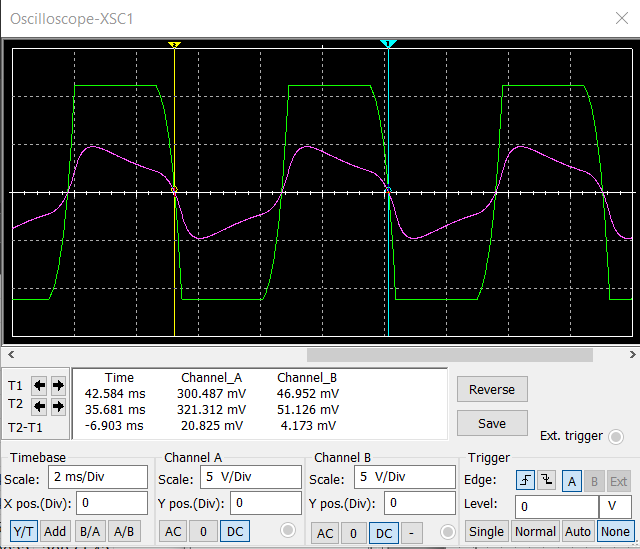 Oscilloscope-XSC1
2 1
Time Channel_A Channel_B
T1 42.584 ms 300.487 mV 46.952 mV
T2 35.681 ms 321.312 mV 51.126 mV
T2-T1 -6.903 ms 20.825 mV 4.173 mV
Reverse
Save
Ext. trigger
Timebase Channel A Channel B Trigger
Scale: 2 ms/Div Scale: 5 V/Div Scale: 5 V/Div Edge: A B Ext
X pos.(Div): 0 Y pos.(Div): 0 Y pos.(Div): 0 Level: 0 V
Y/T Add B/A A/B AC 0 DC AC 0 DC - Single Normal Auto None